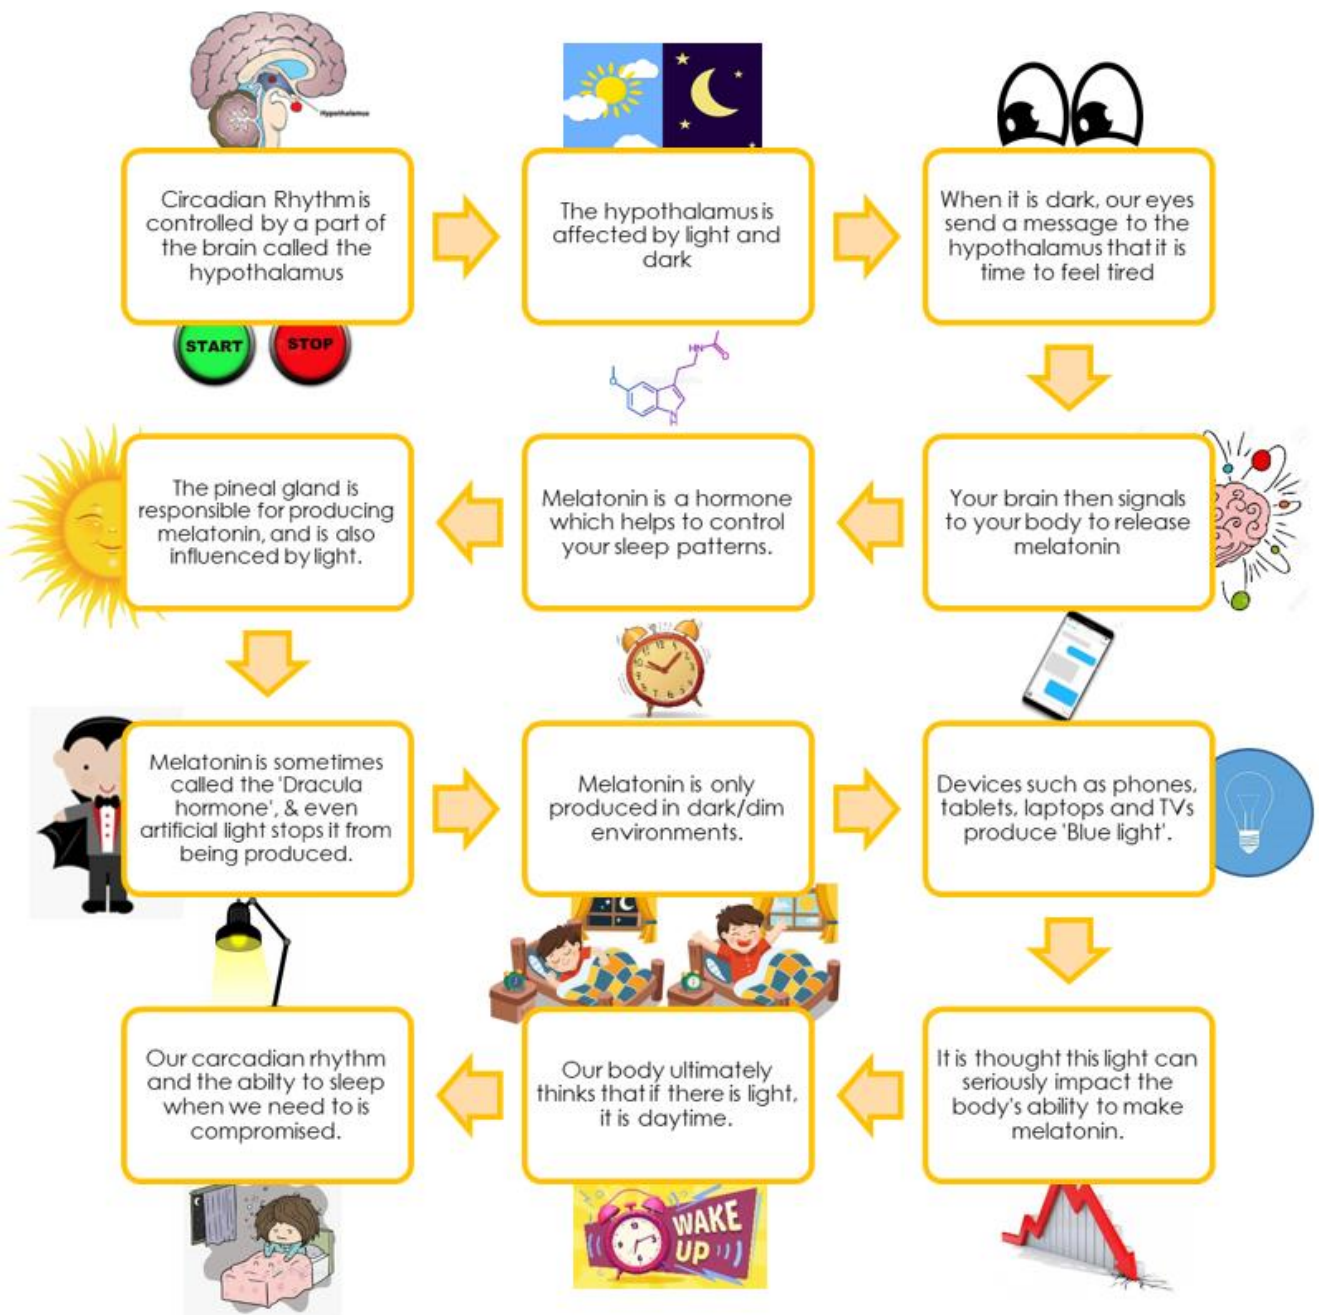 Hypothalamus
Circadian Rhythm is
controlled by a part of
the brain called the
hypothalamus
The hypothalamus is
affected by light and
dark
When it is dark, our eyes
send a message to the
hypothalamus that it is
time to feel tired
START
STOP
HN
O
O
N
H
Your brain then signals
to your body to release
melatonin
Melatonin is a hormone
which helps to control
your sleep patterns.
The pineal gland is
responsible for producing
melatonin, and is also
influenced by light.
Melatonin is sometimes
called the 'Dracula
hormone', & even
artificial light stops it from
being produced.
Melatonin is only
produced in dark/dim
environments.
Devices such as phones,
tablets, laptops and TVs
produce 'Blue light'.
It is thought this light can
seriously impact the
body's ability to make
melatonin.
Our body ultimately
thinks that if there is light,
it is daytime.
Our carcadian rhythm
and the abilty to sleep
when we need to is
compromised.
WAKE
UP